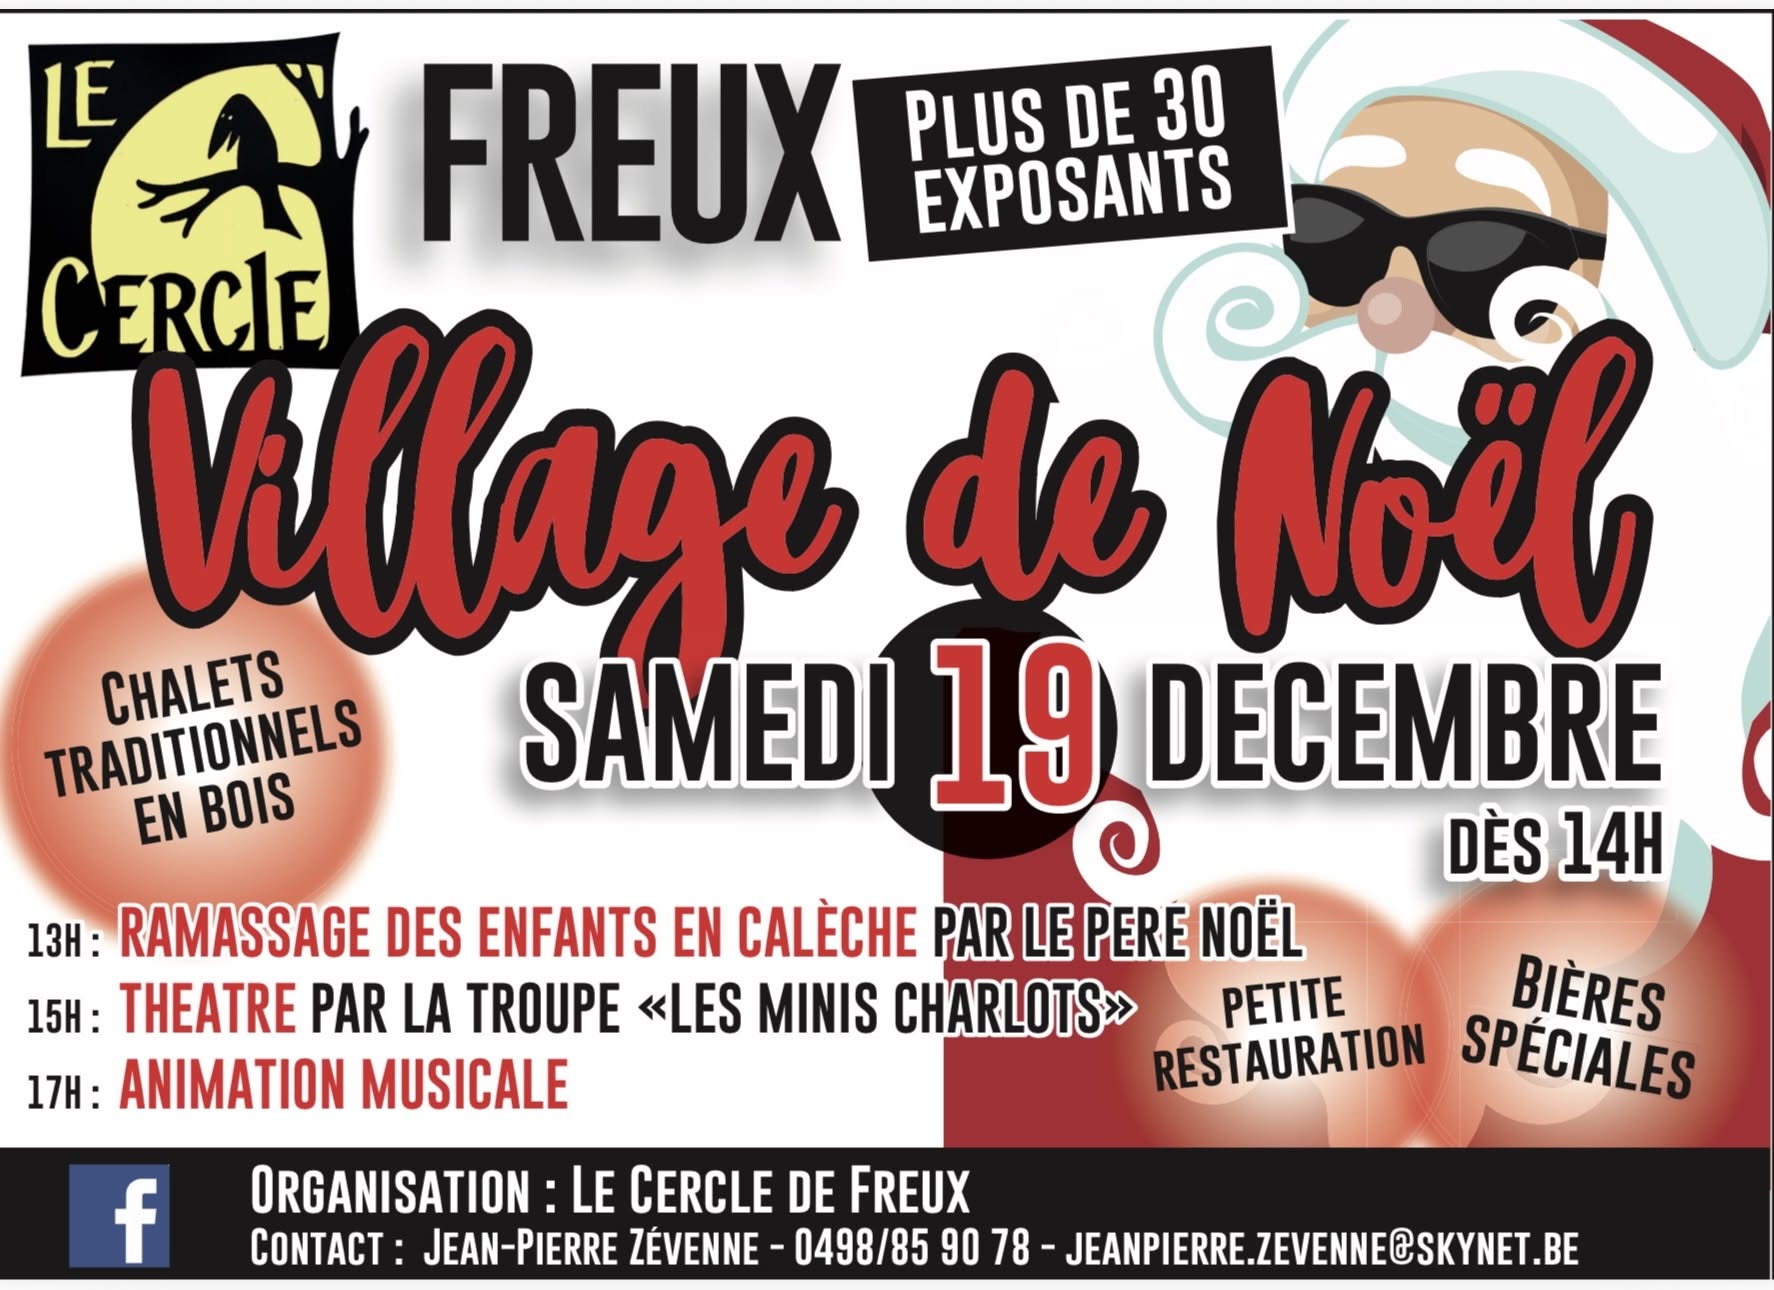 LE
CERCLE
FREUX
PLUS DE 30
EXPOSANTS
Village de Noël
SAMEDI 19 DECEMBRE
DÈS 14H
CHALETS
TRADITIONNELS
EN BOIS
13H : RAMASSAGE DES ENFANTS EN CALÈCHE PAR LE PERE NOËL
15H : THEATRE PAR LA TROUPE «LES MINIS CHARLOTS»
17H : ANIMATION MUSICALE
PETITE
RESTAURATION
BIÈRES
SPÉCIALES
f
ORGANISATION : LE CERCLE DE FREUX
CONTACT : JEAN-PIERRE ZÉVENNE - 0498/85 90 78 - JEANPIERRE.ZEVENNE@SKYNET.BE